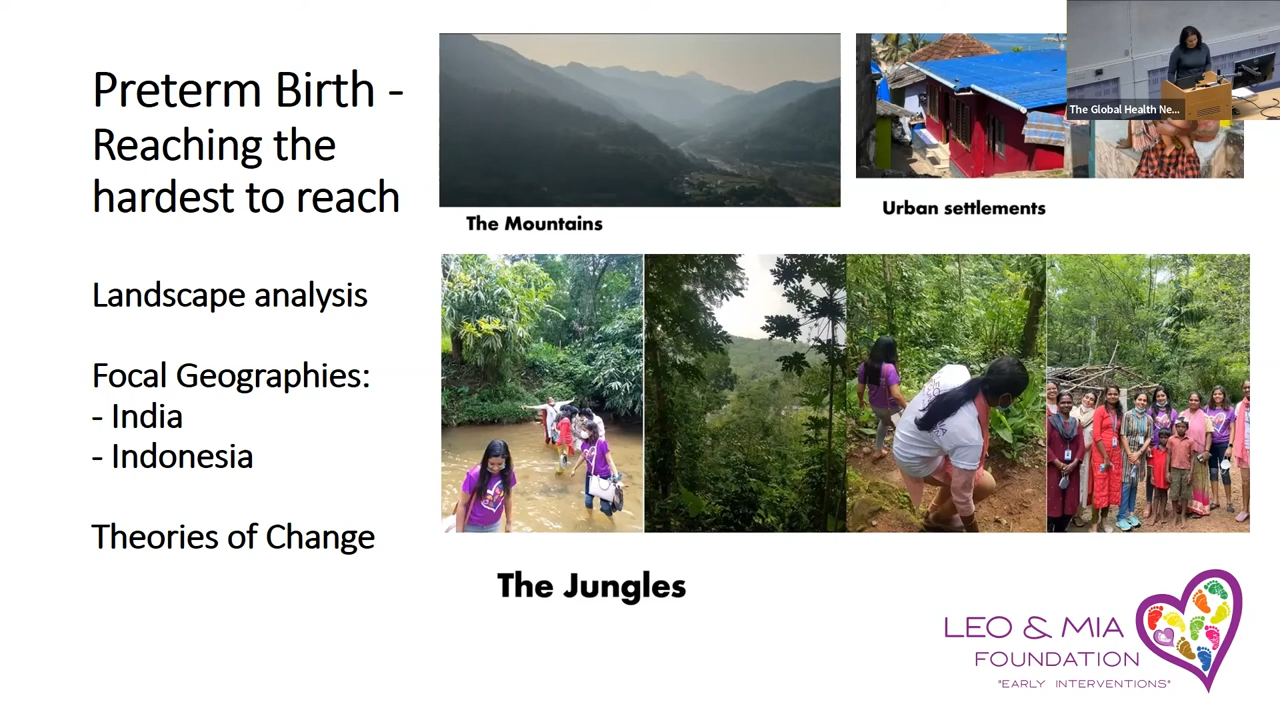 Preterm Birth -
Reaching the
hardest to reach
Landscape analysis
Focal Geographies:
- India
- Indonesia
Theories of Change
The Mountains
Urban settlements
The Global Health Ne...
The Jungles
LEO & MIA
FOUNDATION
"EARLY INTERVENTIONS"